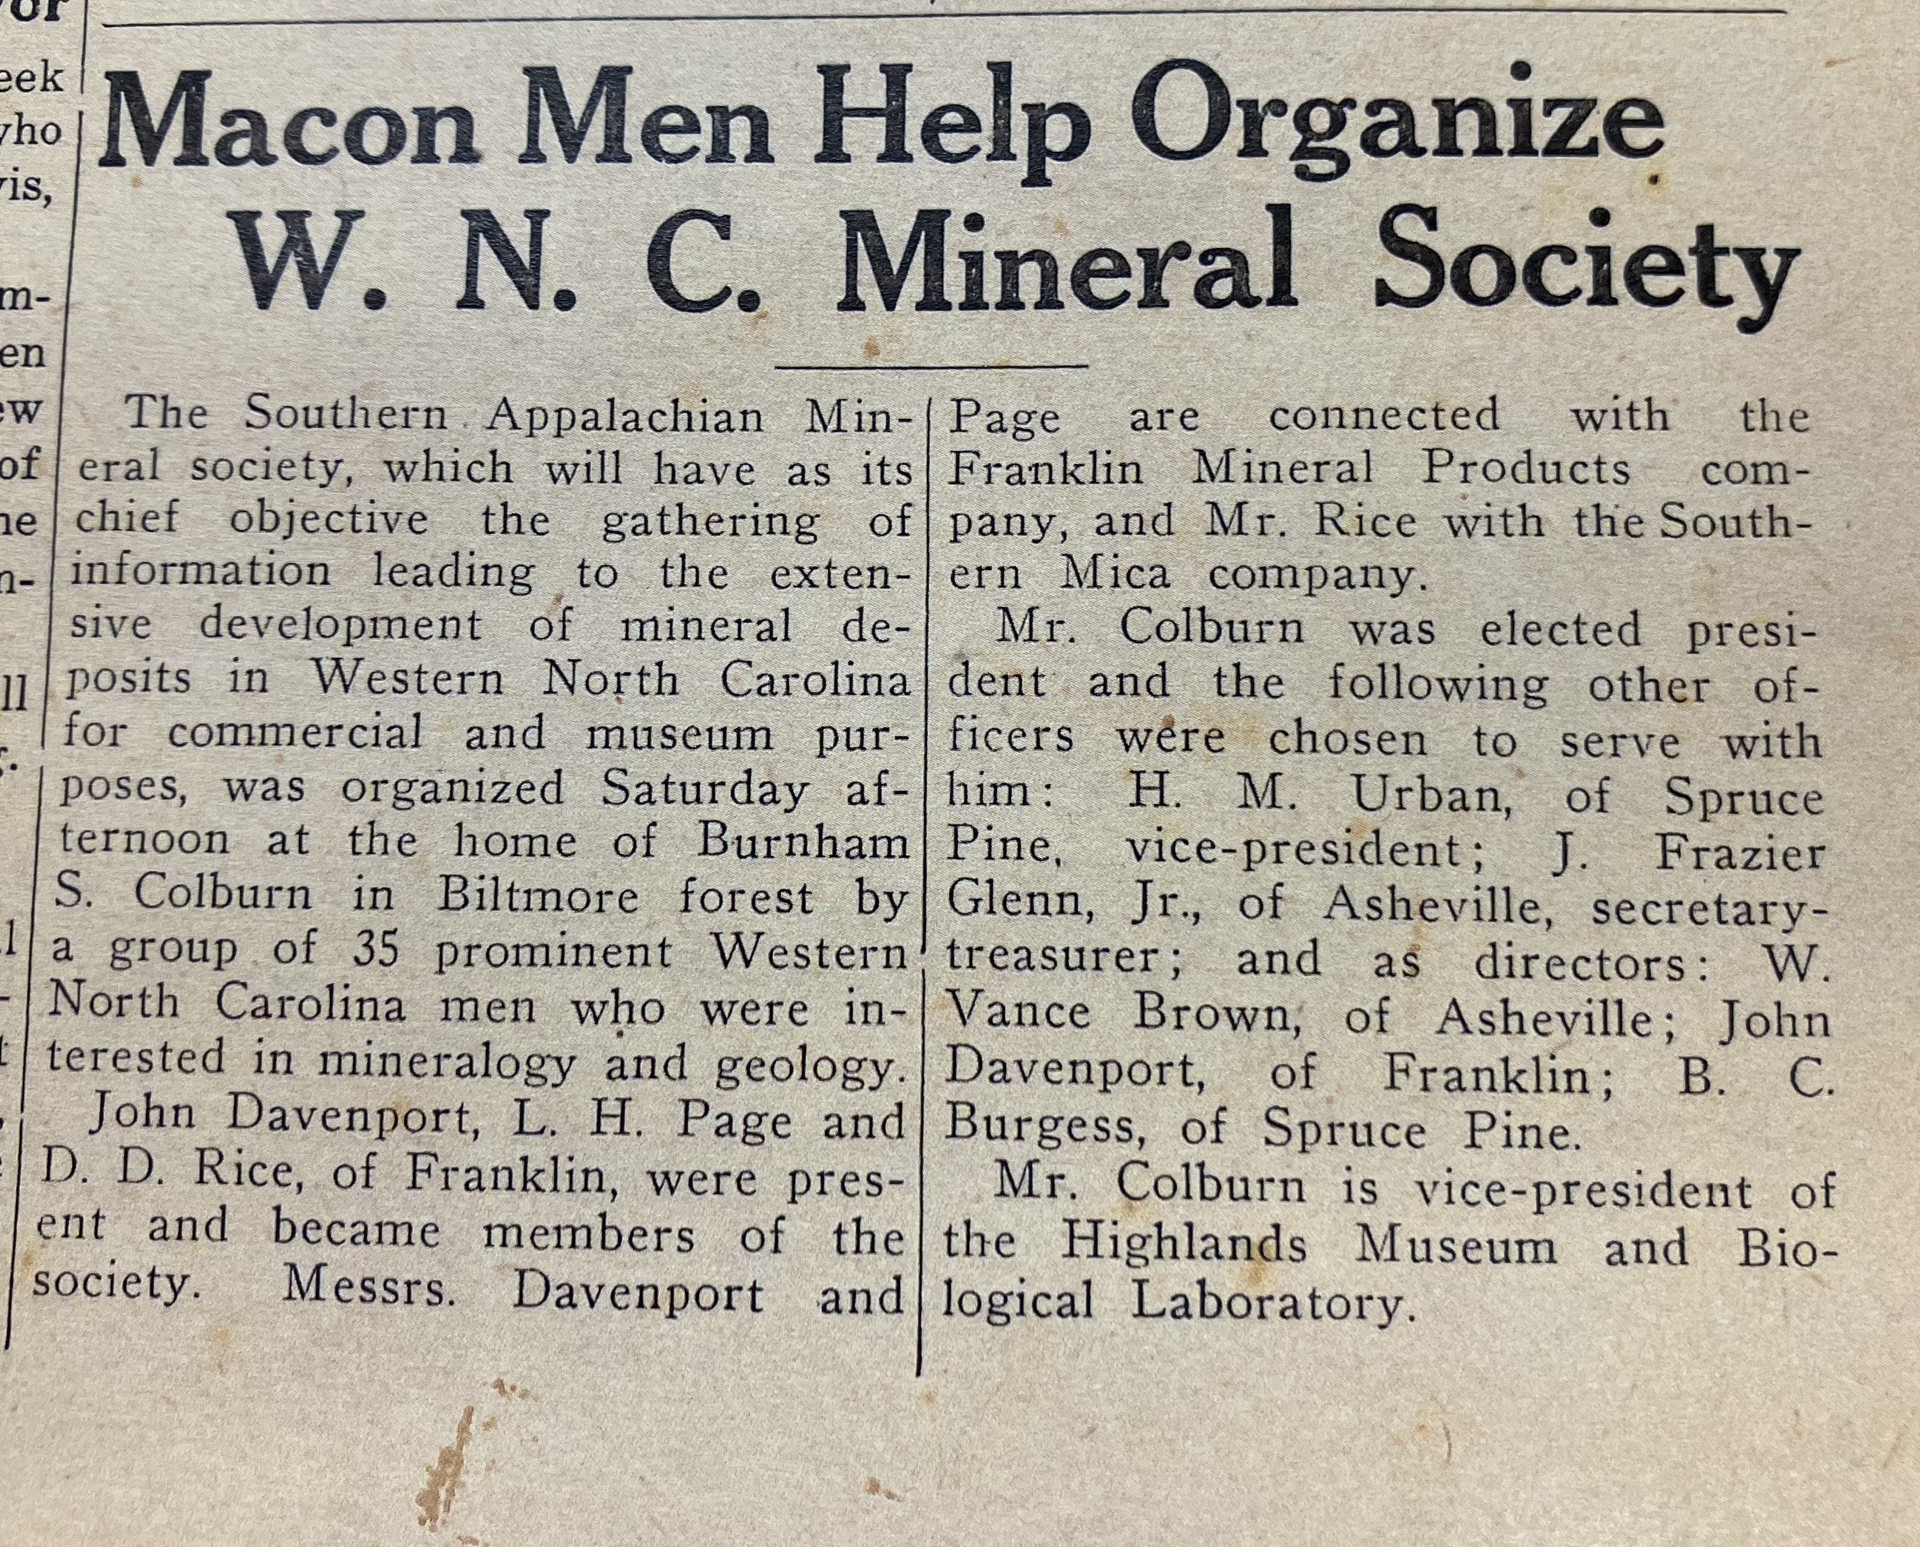 Macon Men Help Organize
W. N. C. Mineral Society
The Southern Appalachian Min-
eral society, which will have as its
chief objective the gathering of
information leading to the exten-
sive development of mineral de-
posits in Western North Carolina
for commercial and museum pur-
poses, was organized Saturday af-
ternoon at the home of Burnham
S. Colburn in Biltmore forest by
a group of 35 prominent Western
North Carolina men who were in-
terested in mineralogy and geology.
John Davenport, L. H. Page and
D. D. Rice, of Franklin, were pres-
ent and became members of the
society. Messrs. Davenport and
Page are connected with the
Franklin Mineral Products com-
pany, and Mr. Rice with the South-
ern Mica company.
Mr. Colburn was elected presi-
dent and the following other of-
ficers were chosen to serve with
him: H. M. Urban, of Spruce
Pine, vice-president; J. Frazier
Glenn, Jr., of Asheville, secretary-
treasurer; and as directors: W.
Vance Brown, of Asheville; John
Davenport, of Franklin; B. C.
Burgess, of Spruce Pine.
Mr. Colburn is vice-president of
the Highlands Museum and Bio-
logical Laboratory.